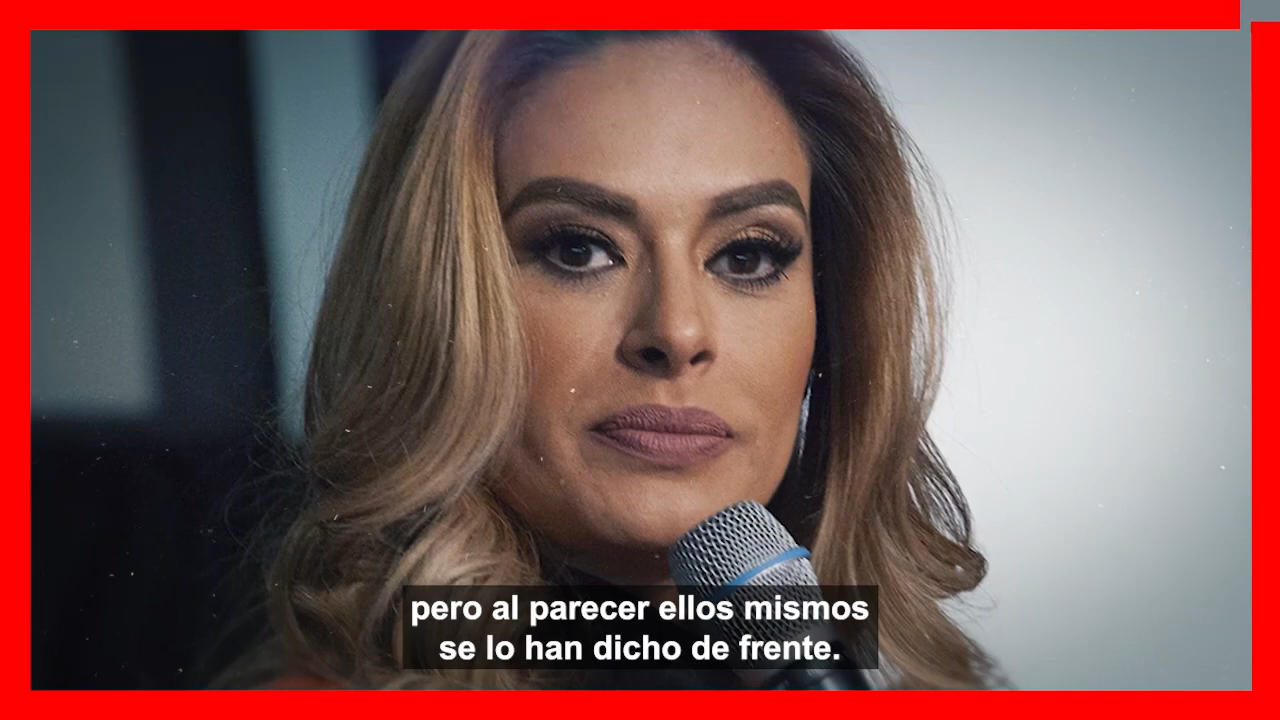 pero al parecer ellos mismos
se lo han dicho de frente.